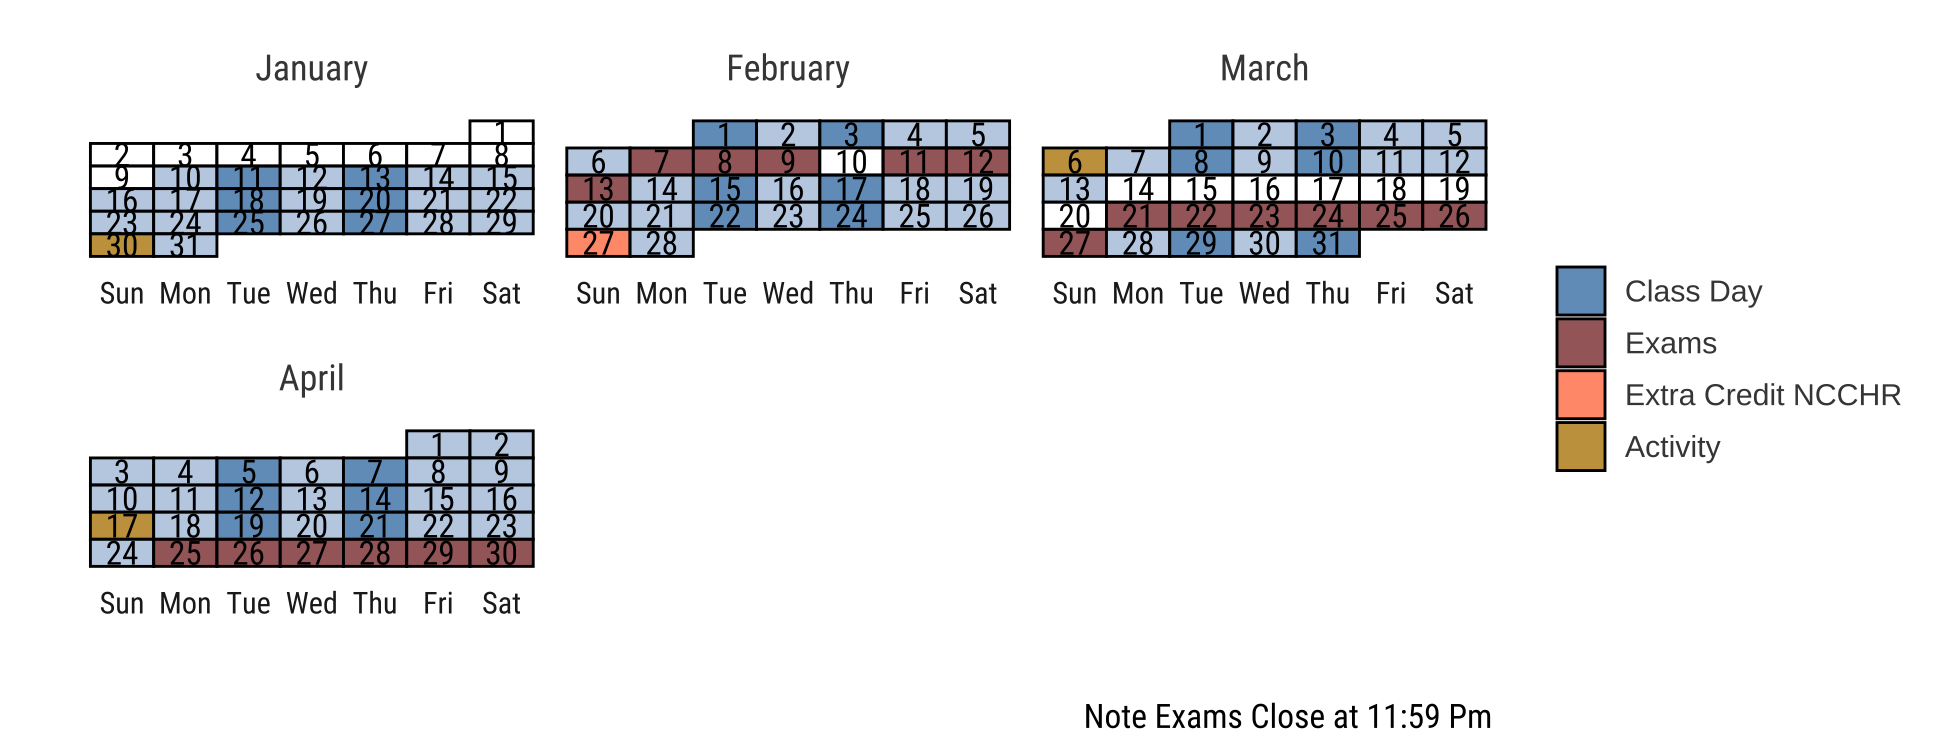 January
1
2 3 4 5 6 7 8
9 10 11 12 13 14 15
16 17 18 19 20 21 22
23 24 25 26 27 28 29
30 31
Sun Mon Tue Wed Thu Fri Sat
February
1 2 3 4 5
6 7 8 9 10 11 12
13 14 15 16 17 18 19
20 21 22 23 24 25 26
27 28
Sun Mon Tue Wed Thu Fri Sat
March
1 2 3 4 5
6 7 8 9 10 11 12
13 14 15 16 17 18 19
20 21 22 23 24 25 26
27 28 29 30 31
Sun Mon Tue Wed Thu Fri Sat
April
1 2
3 4 5 6 7 8 9
10 11 12 13 14 15 16
17 18 19 20 21 22 23
24 25 26 27 28 29 30
Sun Mon Tue Wed Thu Fri Sat
Class Day
Exams
Extra Credit NCCHR
Activity
Note Exams Close at 11:59 Pm